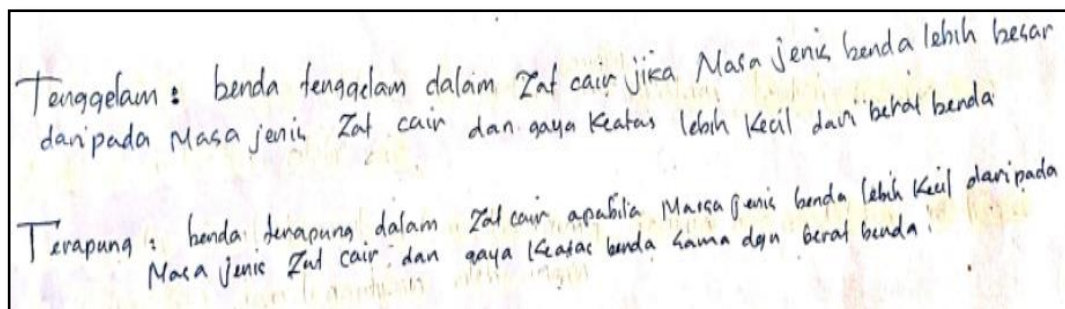 Tenggelam : benda tenggelam dalam Zat cair jika Masa jenis benda lebih besar
daripada Masa jenis Zat cair dan gaya Keatas lebih Kecil dari berat benda
Terapung : benda terapung dalam Zat cair apabila Massa jenis benda lebih Kecil daripada
Masa jenis Zat cair dan gaya Keatas benda sama dgn berat benda.